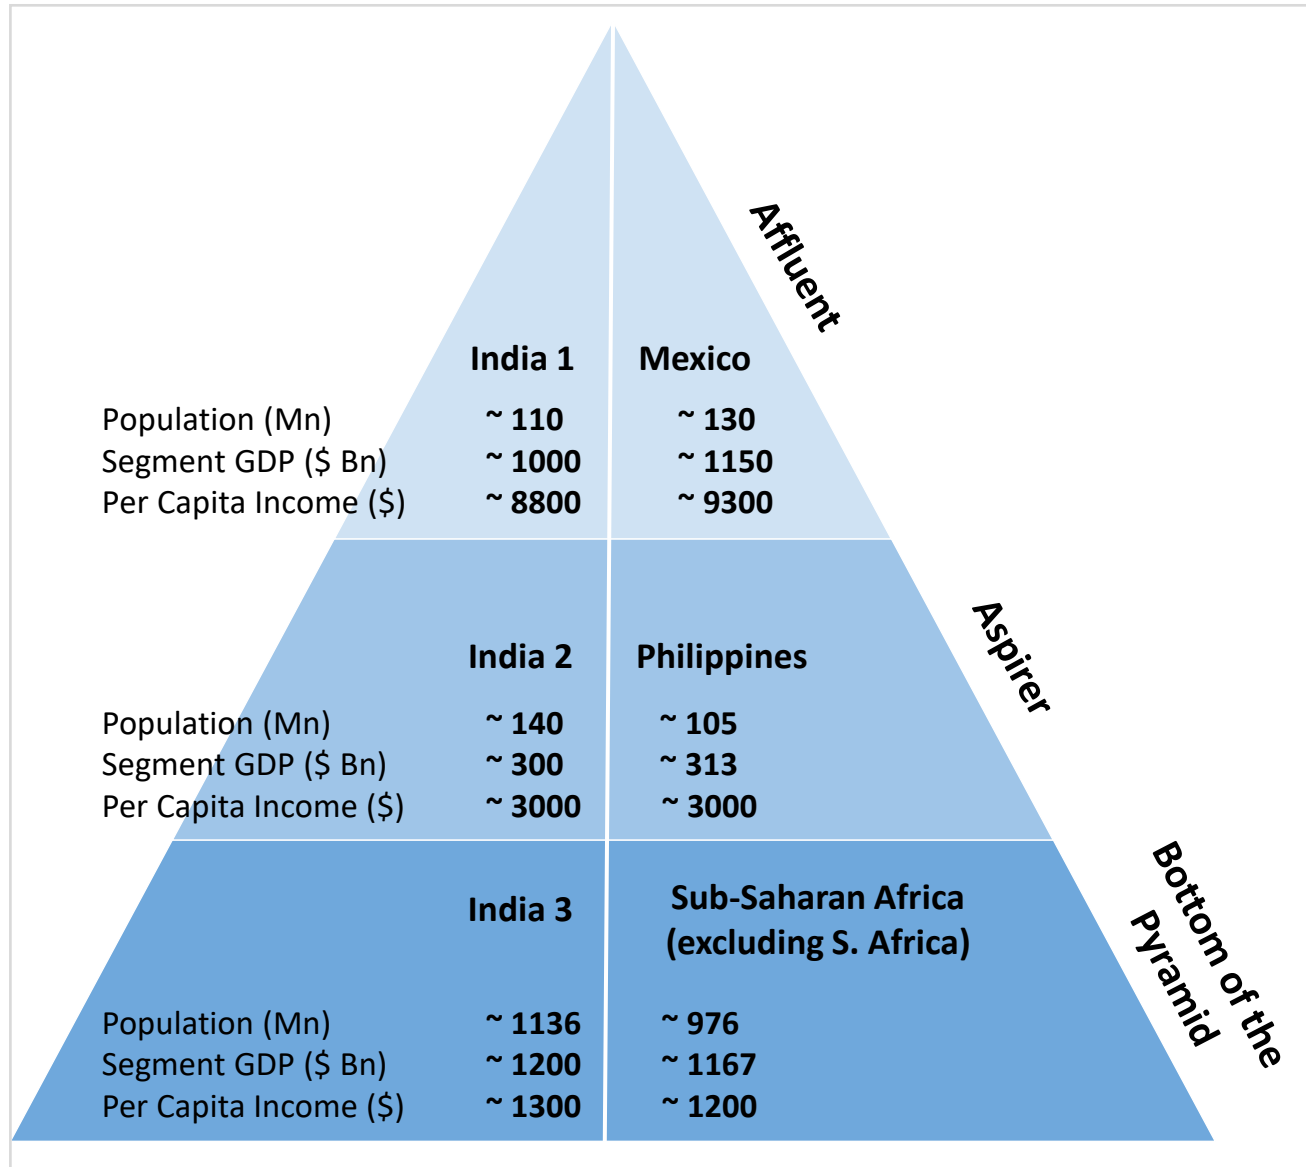 Affluent
India 1 Mexico
Population (Mn) ~ 110 ~ 130
Segment GDP ($ Bn) ~ 1000 ~ 1150
Per Capita Income ($) ~ 8800 ~ 9300
Aspirer
India 2 Philippines
Population (Mn) ~ 140 ~ 105
Segment GDP ($ Bn) ~ 300 ~ 313
Per Capita Income ($) ~ 3000 ~ 3000
Bottom of the
Pyramid
India 3 Sub-Saharan Africa
(excluding S. Africa)
Population (Mn) ~ 1136 ~ 976
Segment GDP ($ Bn) ~ 1200 ~ 1167
Per Capita Income ($) ~ 1300 ~ 1200